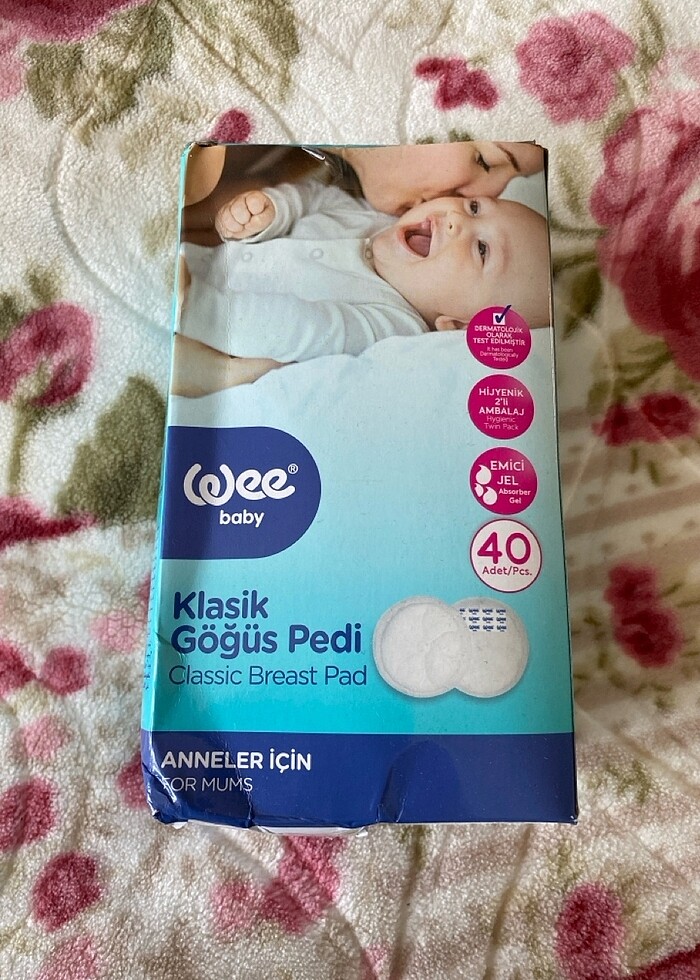 DERMATOLOJİK
OLARAK
TEST EDİLMİŞTİR
It has been
Dermatologically
Tested
HİJYENİK
2'li
AMBALAJ
Hygienic
Twin Pack
EMİCİ
JEL
Absorber
Gel
wee®
baby
40
Adet/Pcs.
Klasik
Göğüs Pedi
Classic Breast Pad
ANNELER İÇİN
FOR MUMS